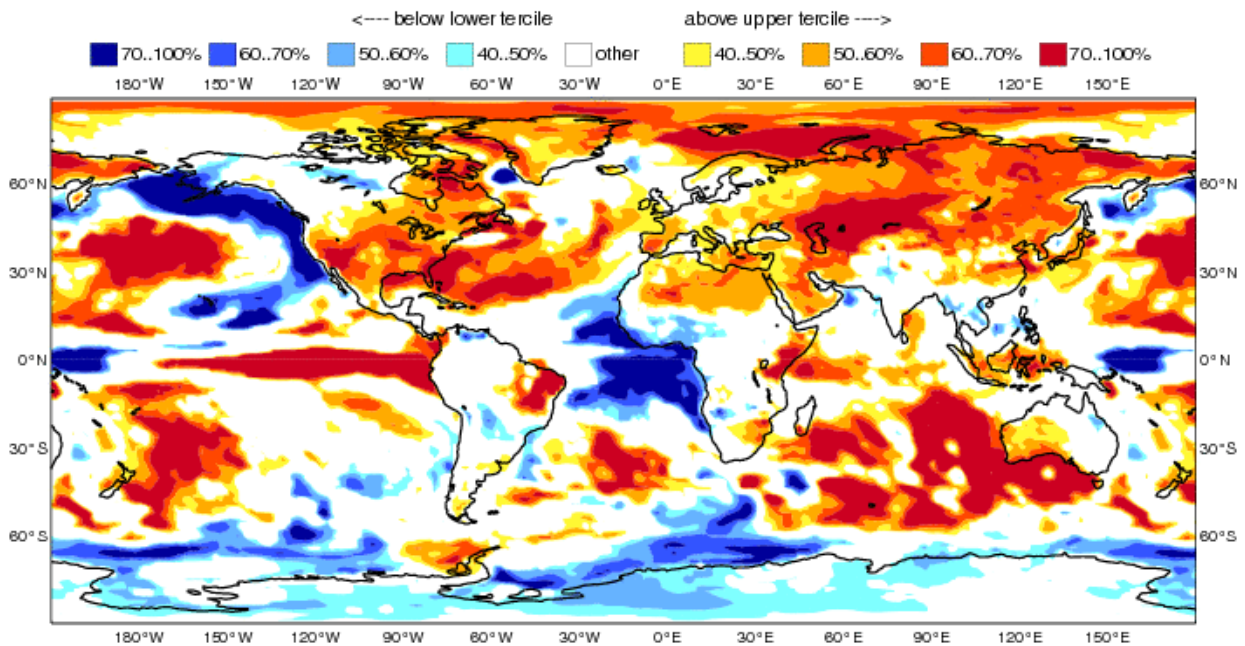 <---- below lower tercile above upper tercile ---->
70..100% 60..70% 50..60% 40..50% other 40..50% 50..60% 60..70% 70..100%
180°W 150°W 120°W 90°W 60°W 30°W 0°E 30°E 60°E 90°E 120°E 150°E
60°N 60°N
30°N 30°N
0°N 0°N
30°S 30°S
60°S 60°S
180°W 150°W 120°W 90°W 60°W 30°W 0°E 30°E 60°E 90°E 120°E 150°E